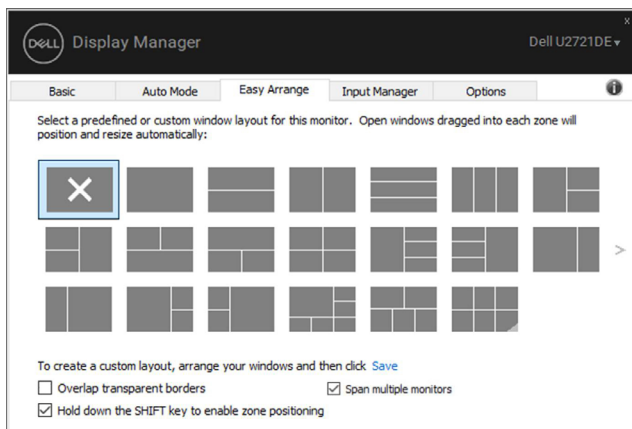 x
DELL Display Manager Dell U2721DE
Basic Auto Mode Easy Arrange Input Manager Options
Select a predefined or custom window layout for this monitor. Open windows dragged into each zone will
position and resize automatically:
To create a custom layout, arrange your windows and then click Save
Overlap transparent borders Span multiple monitors
Hold down the SHIFT key to enable zone positioning